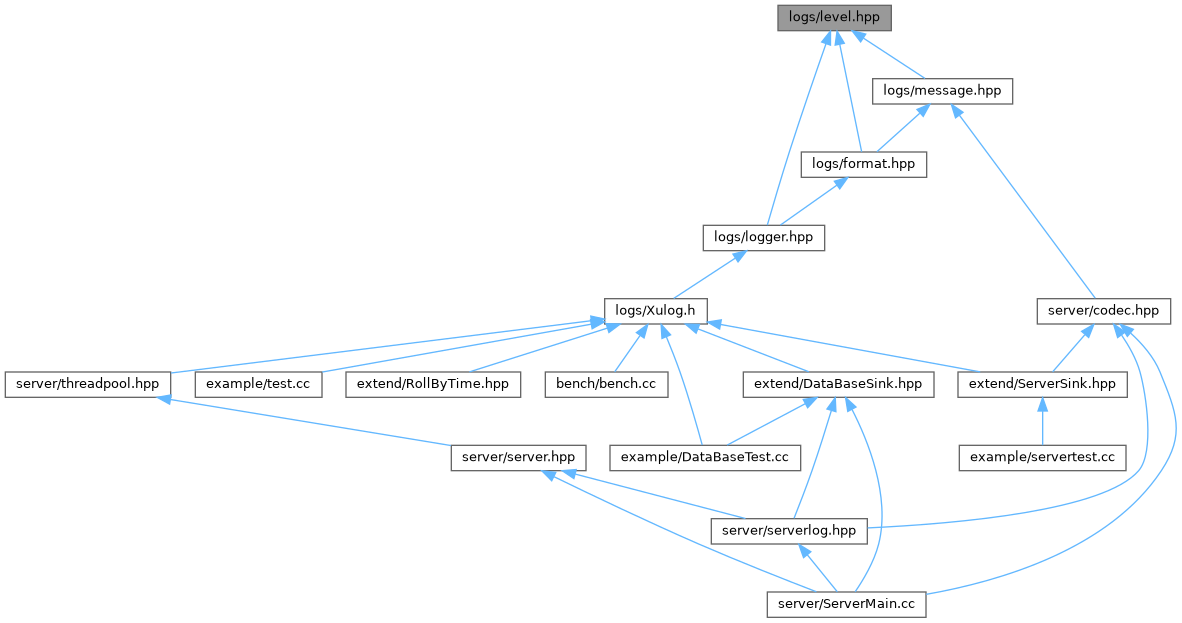 logs/level.hpp
logs/message.hpp
logs/format.hpp
logs/logger.hpp
logs/Xulog.h
server/codec.hpp
server/threadpool.hpp
example/test.cc
extend/RollByTime.hpp
bench/bench.cc
extend/DataBaseSink.hpp
extend/ServerSink.hpp
server/server.hpp
example/DataBaseTest.cc
example/servertest.cc
server/serverlog.hpp
server/ServerMain.cc